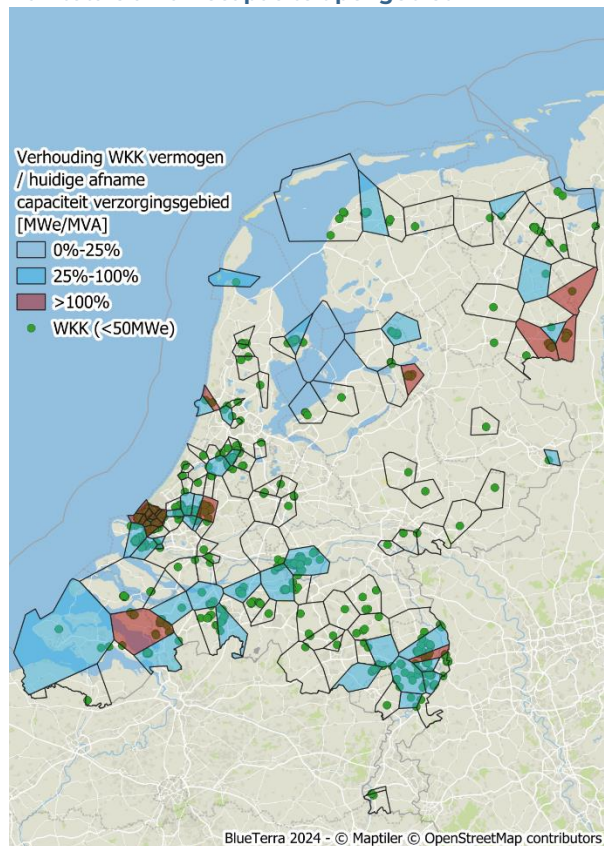 Verhouding WKK vermogen
/ huidige afname
capaciteit verzorgingsgebied
[MWe/MVA]
0%-25%
25%-100%
>100%
WKK (<50MWe)
BlueTerra 2024 - © Maptiler © OpenStreetMap contributors